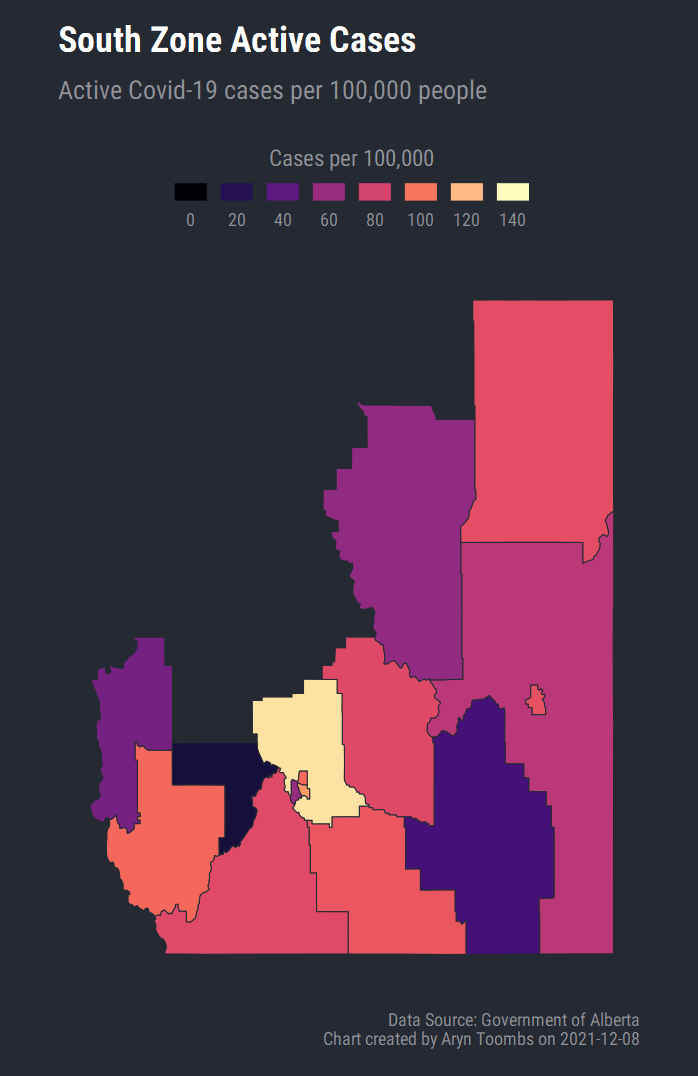 South Zone Active Cases
Active Covid-19 cases per 100,000 people
Cases per 100,000
0 20 40 60 80 100 120 140
Data Source: Government of Alberta
Chart created by Aryn Toombs on 2021-12-08